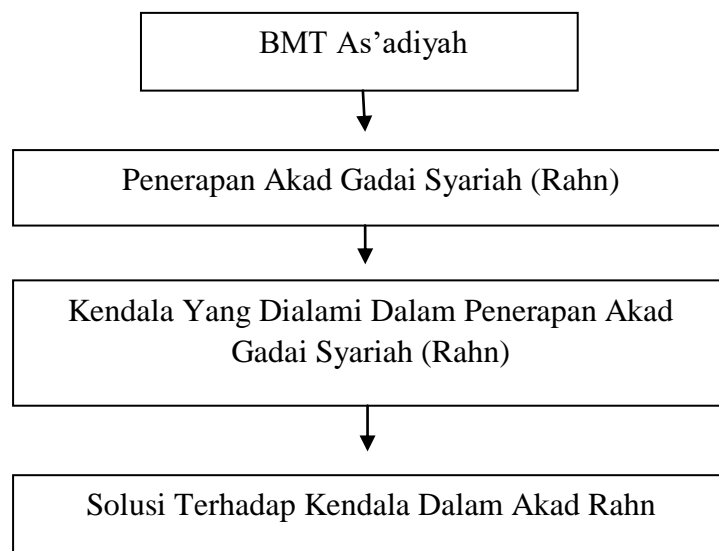 BMT As’adiyah
Penerapan Akad Gadai Syariah (Rahn)
Kendala Yang Dialami Dalam Penerapan Akad
Gadai Syariah (Rahn)
Solusi Terhadap Kendala Dalam Akad Rahn